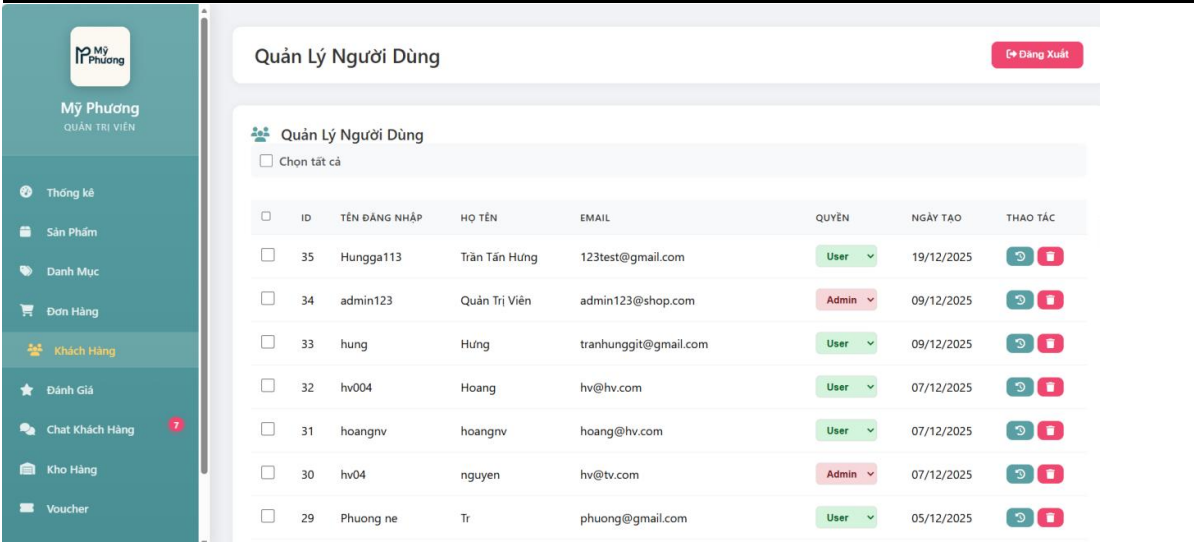 Mỹ Phương
Mỹ Phương
QUẢN TRỊ VIÊN
Thống kê
Sản Phẩm
Danh Mục
Đơn Hàng
Khách Hàng
Đánh Giá
Chat Khách Hàng 7
Kho Hàng
Voucher
Quản Lý Người Dùng
Đăng Xuất
Quản Lý Người Dùng
Chọn tất cả
ID TÊN ĐĂNG NHẬP HỌ TÊN EMAIL QUYỀN NGÀY TẠO THAO TÁC
35 Hungga113 Trần Tấn Hưng 123test@gmail.com User 19/12/2025
34 admin123 Quản Trị Viên admin123@shop.com Admin 09/12/2025
33 hung Hưng tranhunggit@gmail.com User 09/12/2025
32 hv004 Hoang hv@hv.com User 07/12/2025
31 hoangnv hoangnv hoang@hv.com User 07/12/2025
30 hv04 nguyen hv@tv.com Admin 07/12/2025
29 Phuong ne Tr phuong@gmail.com User 05/12/2025